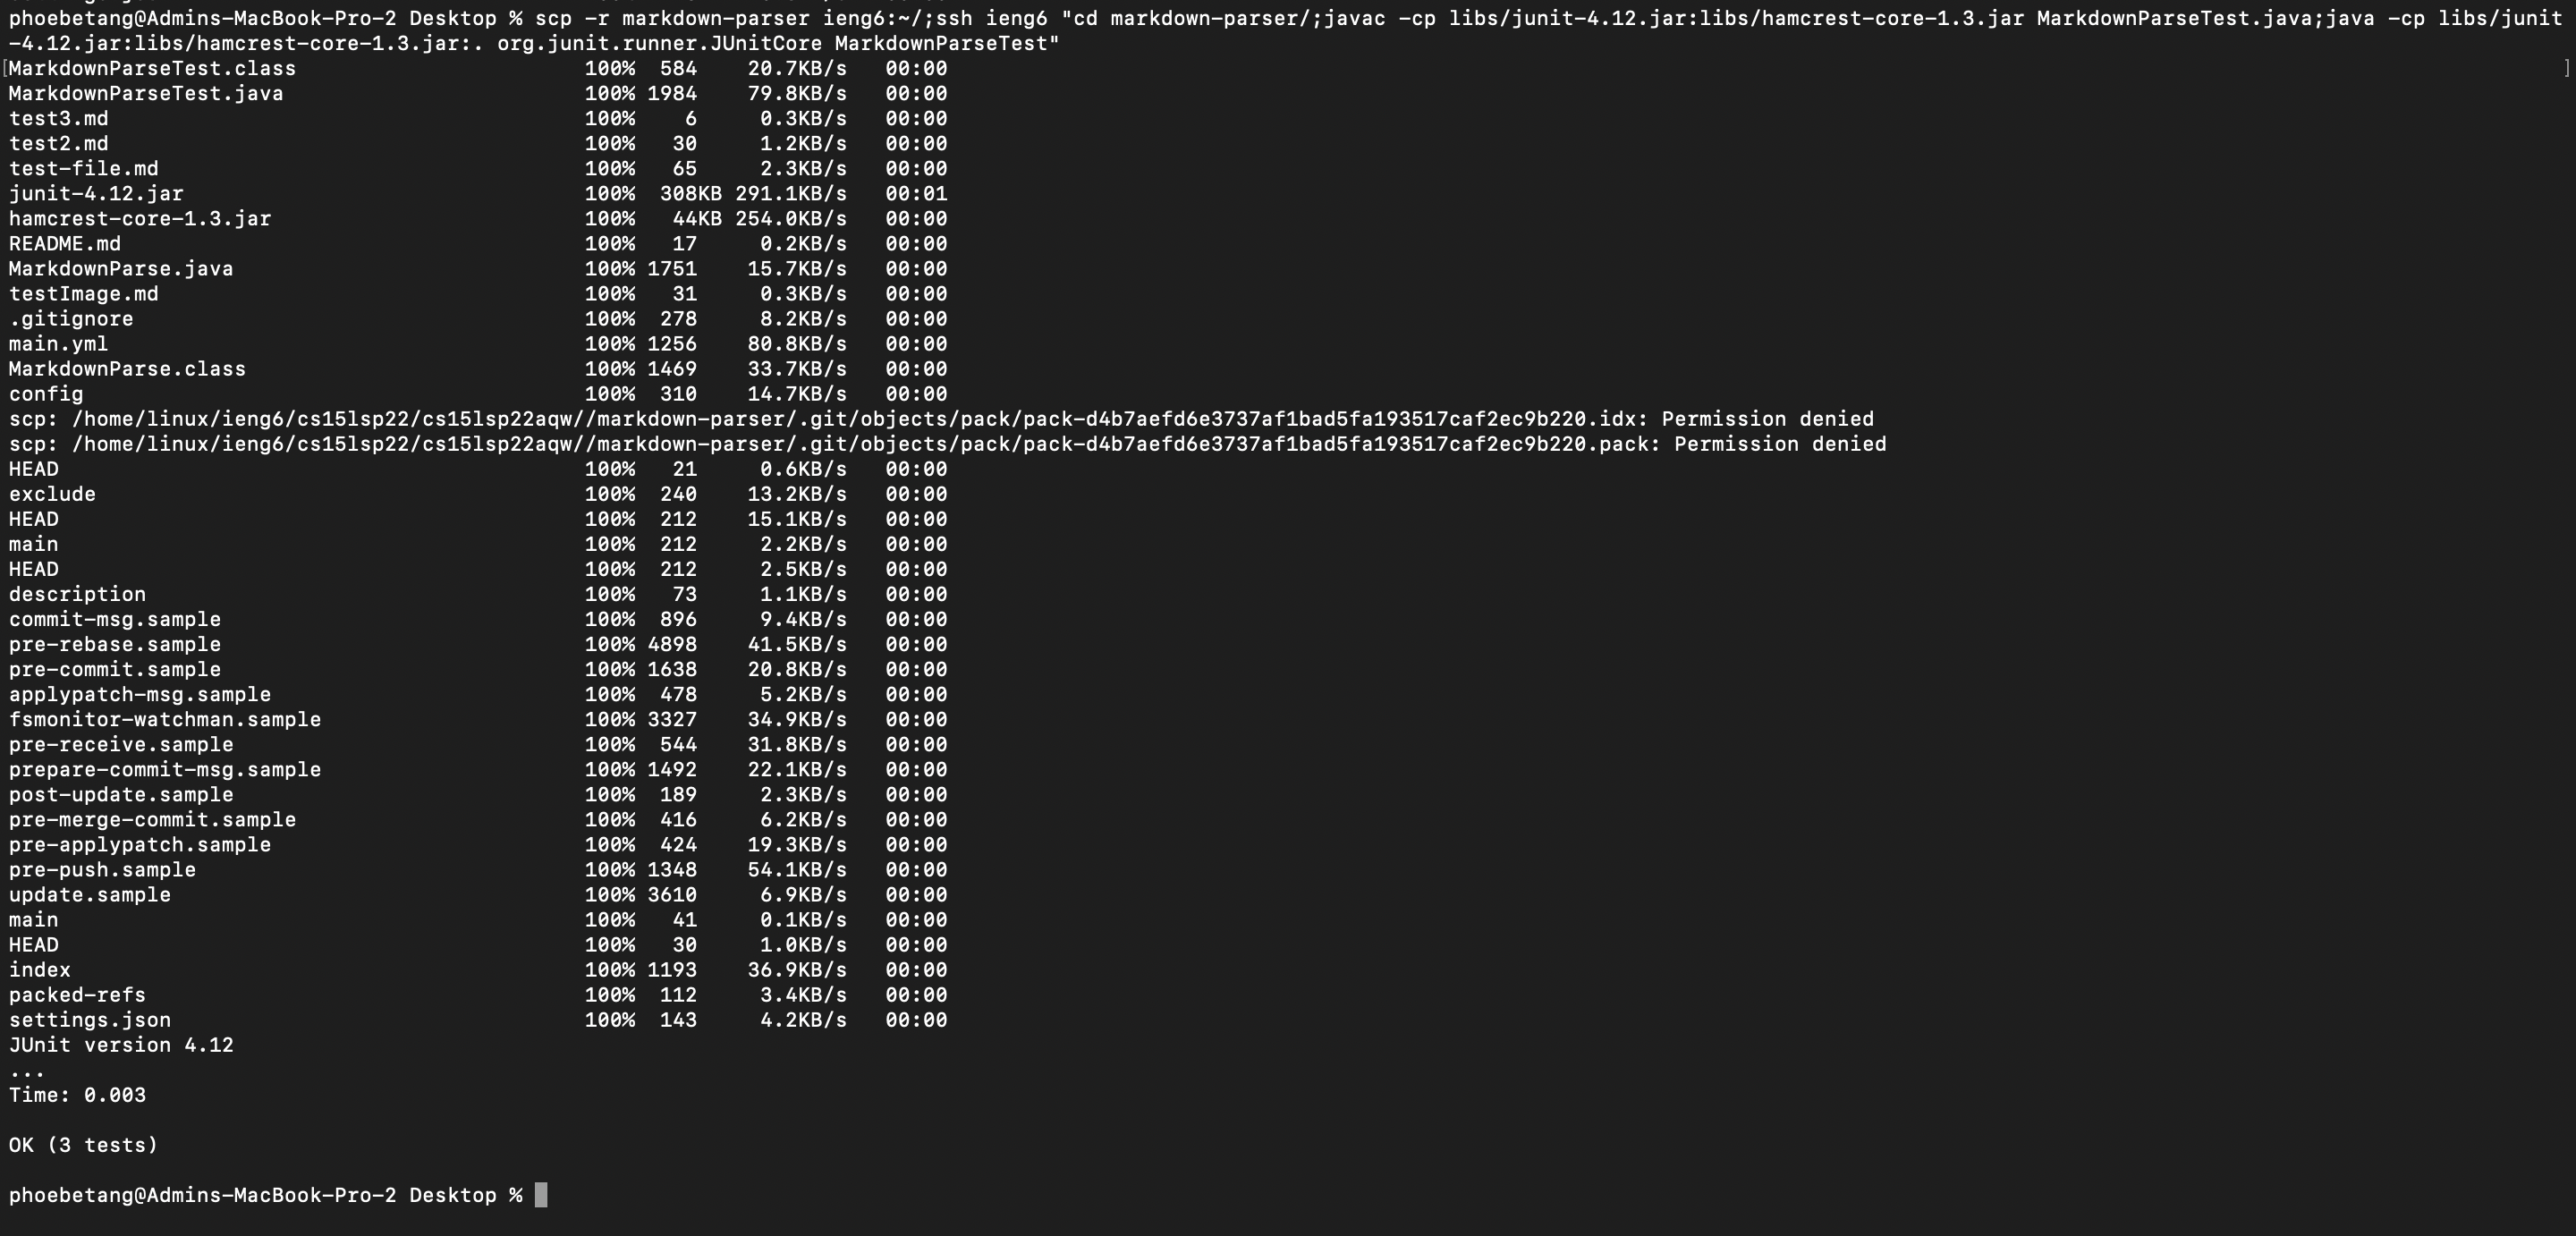 phoebetang@Admins-MacBook-Pro-2 Desktop % scp -r markdown-parser ieng6:~/;ssh ieng6 "cd markdown-parser/;javac -cp libs/junit-4.12.jar:libs/hamcrest-core-1.3.jar MarkdownParseTest.java;java -cp libs/junit
-4.12.jar:libs/hamcrest-core-1.3.jar:. org.junit.runner.JUnitCore MarkdownParseTest"
[MarkdownParseTest.class 100% 584 20.7KB/s 00:00 ]
MarkdownParseTest.java 100% 1984 79.8KB/s 00:00
test3.md 100% 6 0.3KB/s 00:00
test2.md 100% 30 1.2KB/s 00:00
test-file.md 100% 65 2.3KB/s 00:00
junit-4.12.jar 100% 308KB 291.1KB/s 00:01
hamcrest-core-1.3.jar 100% 44KB 254.0KB/s 00:00
README.md 100% 17 0.2KB/s 00:00
MarkdownParse.java 100% 1751 15.7KB/s 00:00
testImage.md 100% 31 0.3KB/s 00:00
.gitignore 100% 278 8.2KB/s 00:00
main.yml 100% 1256 80.8KB/s 00:00
MarkdownParse.class 100% 1469 33.7KB/s 00:00
config 100% 310 14.7KB/s 00:00
scp: /home/linux/ieng6/cs15lsp22/cs15lsp22aqw//markdown-parser/.git/objects/pack/pack-d4b7aefd6e3737af1bad5fa193517caf2ec9b220.idx: Permission denied
scp: /home/linux/ieng6/cs15lsp22/cs15lsp22aqw//markdown-parser/.git/objects/pack/pack-d4b7aefd6e3737af1bad5fa193517caf2ec9b220.pack: Permission denied
HEAD 100% 21 0.6KB/s 00:00
exclude 100% 240 13.2KB/s 00:00
HEAD 100% 212 15.1KB/s 00:00
main 100% 212 2.2KB/s 00:00
HEAD 100% 212 2.5KB/s 00:00
description 100% 73 1.1KB/s 00:00
commit-msg.sample 100% 896 9.4KB/s 00:00
pre-rebase.sample 100% 4898 41.5KB/s 00:00
pre-commit.sample 100% 1638 20.8KB/s 00:00
applypatch-msg.sample 100% 478 5.2KB/s 00:00
fsmonitor-watchman.sample 100% 3327 34.9KB/s 00:00
pre-receive.sample 100% 544 31.8KB/s 00:00
prepare-commit-msg.sample 100% 1492 22.1KB/s 00:00
post-update.sample 100% 189 2.3KB/s 00:00
pre-merge-commit.sample 100% 416 6.2KB/s 00:00
pre-applypatch.sample 100% 424 19.3KB/s 00:00
pre-push.sample 100% 1348 54.1KB/s 00:00
update.sample 100% 3610 6.9KB/s 00:00
main 100% 41 0.1KB/s 00:00
HEAD 100% 30 1.0KB/s 00:00
index 100% 1193 36.9KB/s 00:00
packed-refs 100% 112 3.4KB/s 00:00
settings.json 100% 143 4.2KB/s 00:00
JUnit version 4.12
...
Time: 0.003
OK (3 tests)
phoebetang@Admins-MacBook-Pro-2 Desktop %